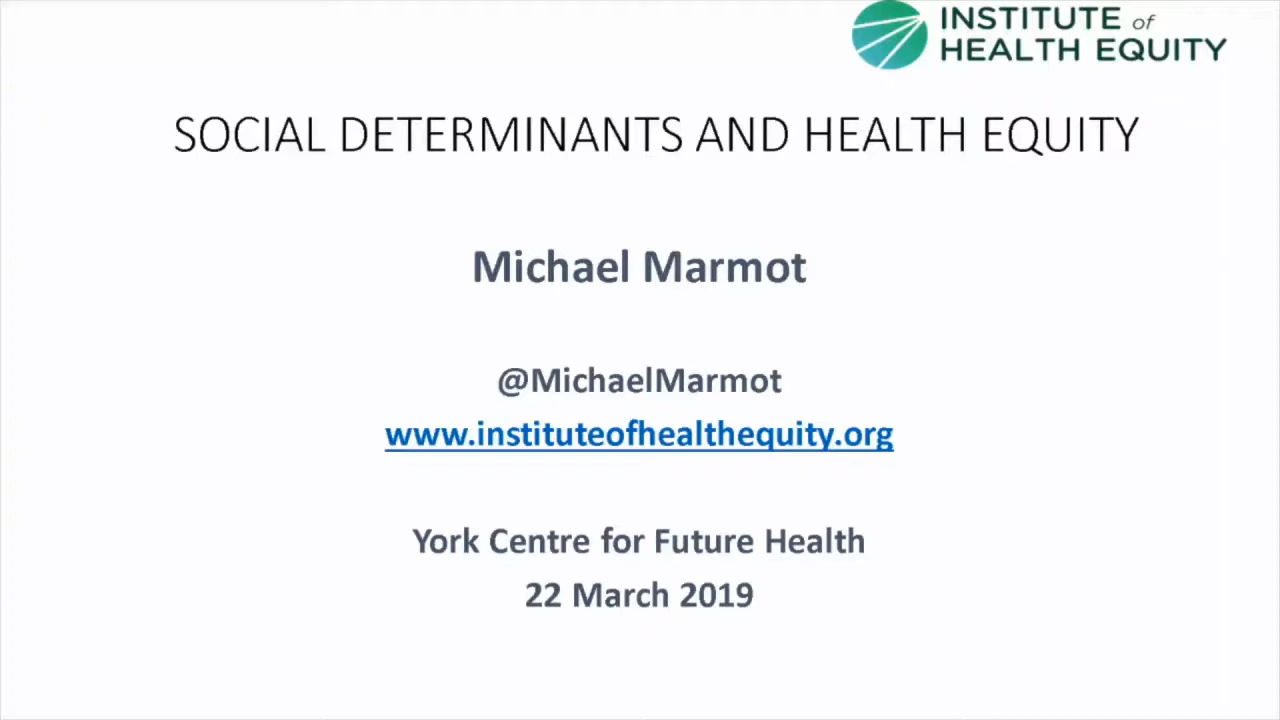 INSTITUTE of
HEALTH EQUITY
SOCIAL DETERMINANTS AND HEALTH EQUITY
Michael Marmot
@MichaelMarmot
www.instituteofhealthequity.org
York Centre for Future Health
22 March 2019